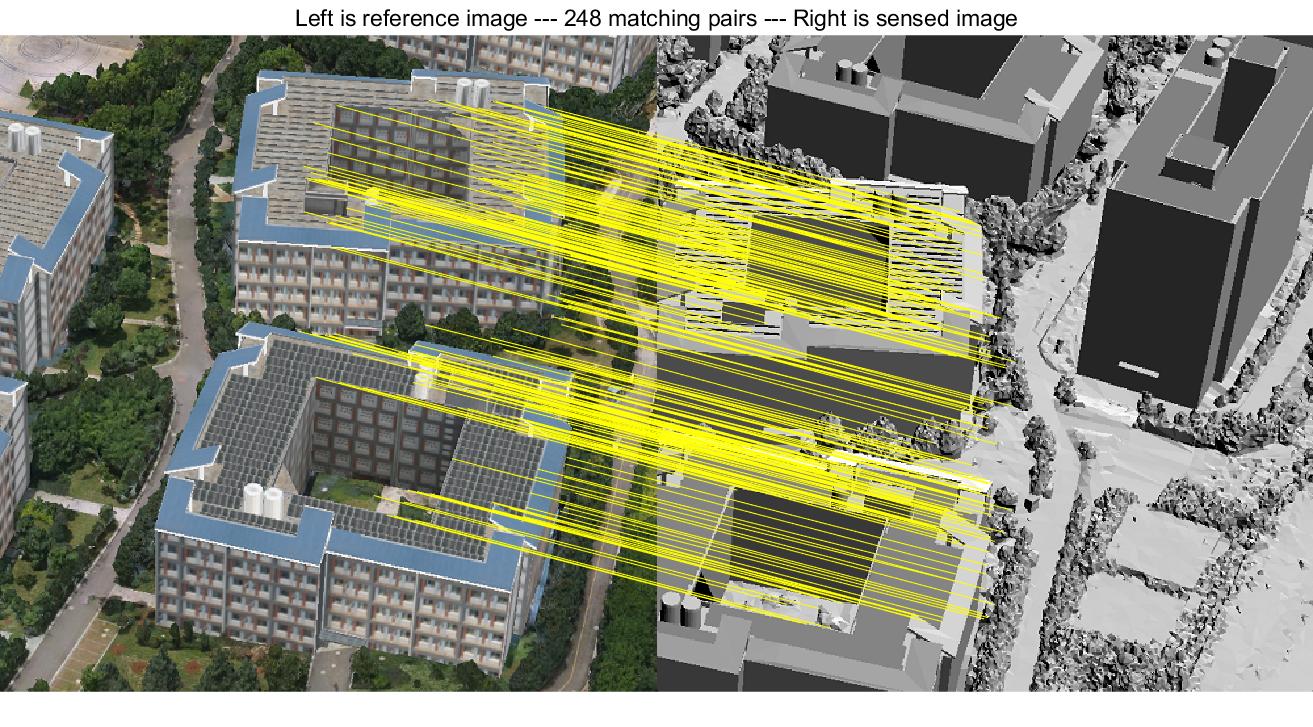 Left is reference image --- 248 matching pairs --- Right is sensed image